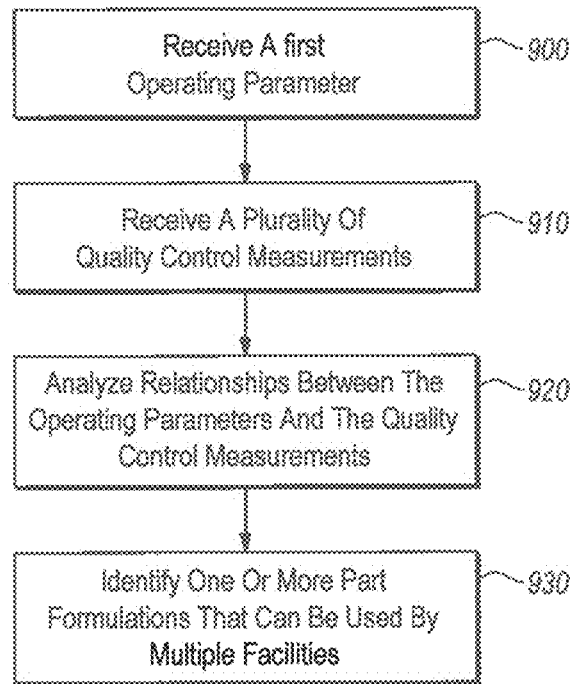 Receive A first
Operating Parameter
900
Receive A Plurality Of
Quality Control Measurements
910
Analyze Relationships Between The
Operating Parameters And The Quality
Control Measurements
920
Identify One Or More Part
Formulations That Can Be Used By
Multiple Facilities
930